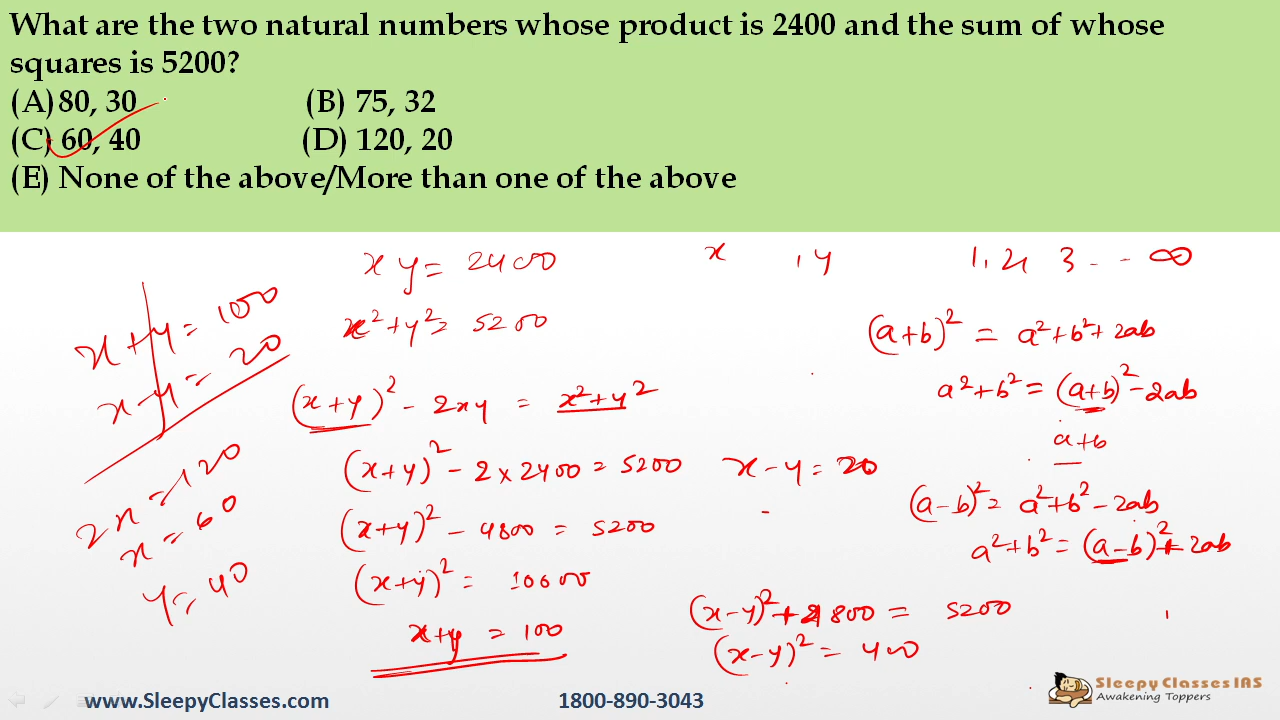 What are the two natural numbers whose product is 2400 and the sum of whose
squares is 5200?
(A) 80, 30 (B) 75, 32
(C) 60, 40 (D) 120, 20
(E) None of the above/More than one of the above
x y = 2400
x² + y² = 5200
(x+y)² - 2xy = x² + y²
(x+y)² - 2 × 2400 = 5200
(x+y)² - 4800 = 5200
(x+y)² = 10000
x+y = 100
x + y = 100
x - y = 20
2x = 120
x = 60
y = 40
x , y
1, 2, 3 - - ∞
(a+b)² = a² + b² + 2ab
a² + b² = (a+b)² - 2ab
a+b
x - y = 20
(a-b)² = a² + b² - 2ab
a² + b² = (a-b)² + 2ab
(x-y)² + 4800 = 5200
(x-y)² = 400
www.SleepyClasses.com 1800-890-3043
Sleepy Classes IAS
Awakening Toppers